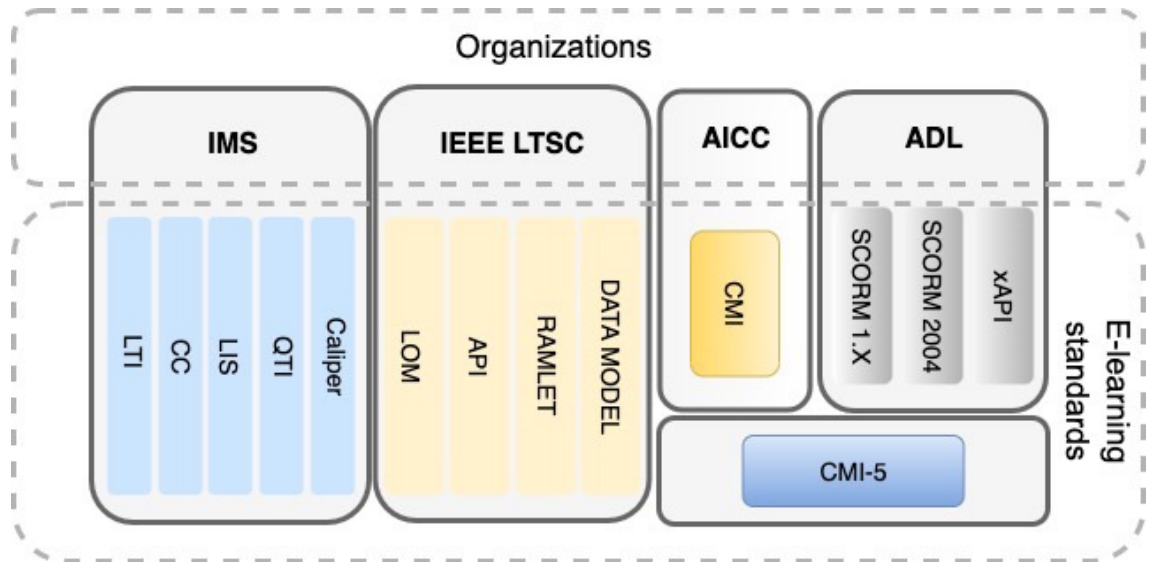 Organizations
IMS
IEEE LTSC
AICC
ADL
LTI
CC
LIS
QTI
Caliper
LOM
API
RAMLET
DATA MODEL
CMI
SCORM 1.X
SCORM 2004
xAPI
CMI-5
E-learning
standards